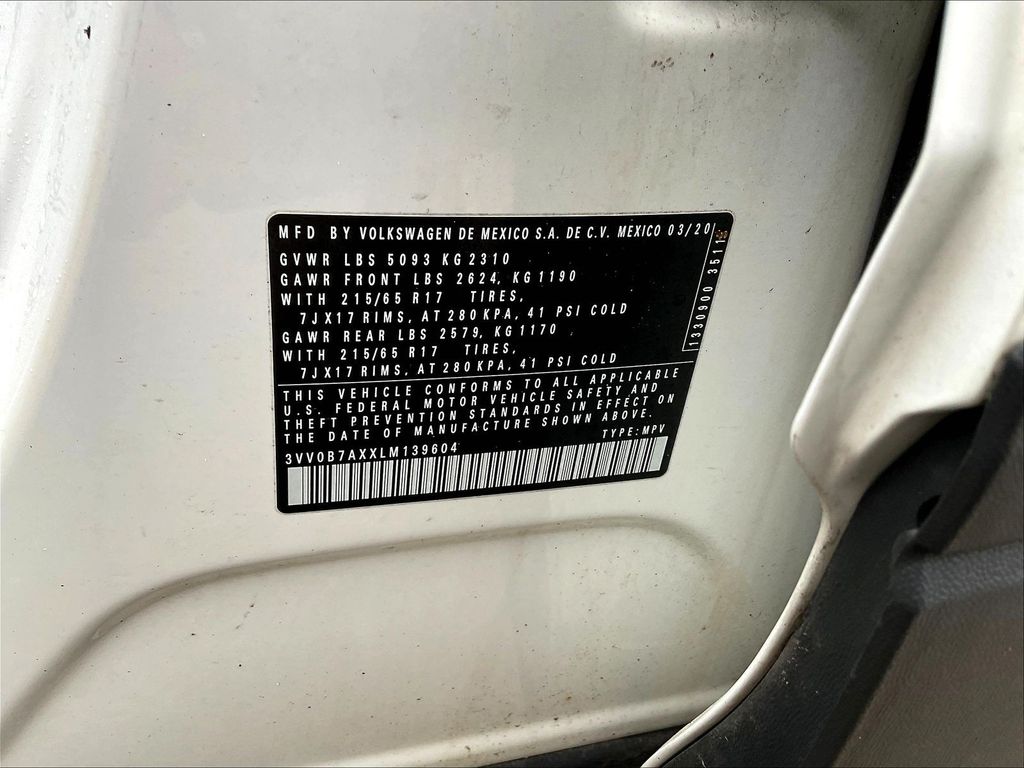 MFD BY VOLKSWAGEN DE MEXICO S.A. DE C.V. MEXICO 03/20
GVWR LBS 5093 KG 2310
GAWR FRONT LBS 2624, KG 1190
WITH 215/65 R17 TIRES,
7JX17 RIMS, AT 280 KPA, 41 PSI COLD
GAWR REAR LBS 2579, KG 1170
WITH 215/65 R17 TIRES,
7JX17 RIMS, AT 280 KPA, 41 PSI COLD
1330900 3511
THIS VEHICLE CONFORMS TO ALL APPLICABLE
U.S. FEDERAL MOTOR VEHICLE SAFETY AND
THEFT PREVENTION STANDARDS IN EFFECT ON
THE DATE OF MANUFACTURE SHOWN ABOVE.
3VV0B7AXXLM139604 TYPE: MPV